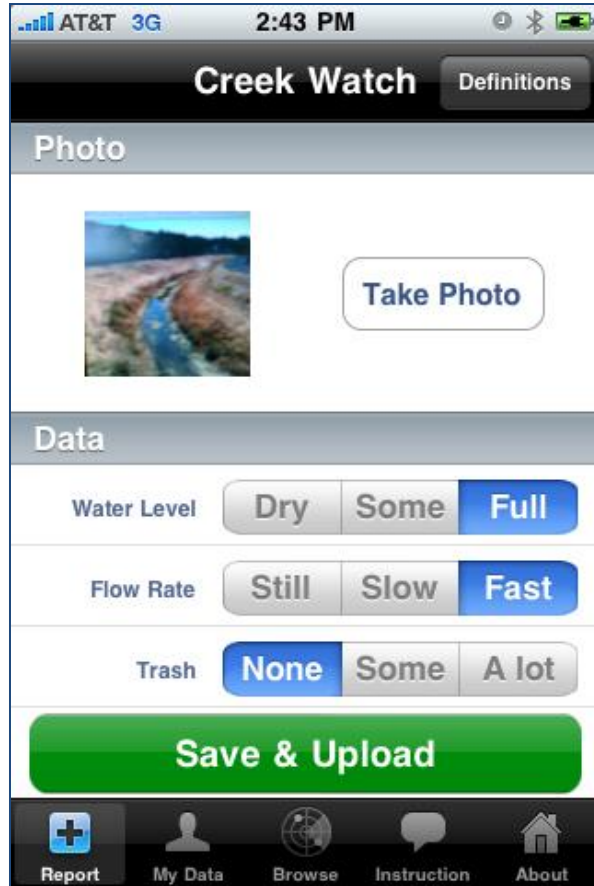 AT&T 3G 2:43 PM
Creek Watch Definitions
Photo
Take Photo
Data
Water Level Dry Some Full
Flow Rate Still Slow Fast
Trash None Some A lot
Save & Upload
Report My Data Browse Instruction About